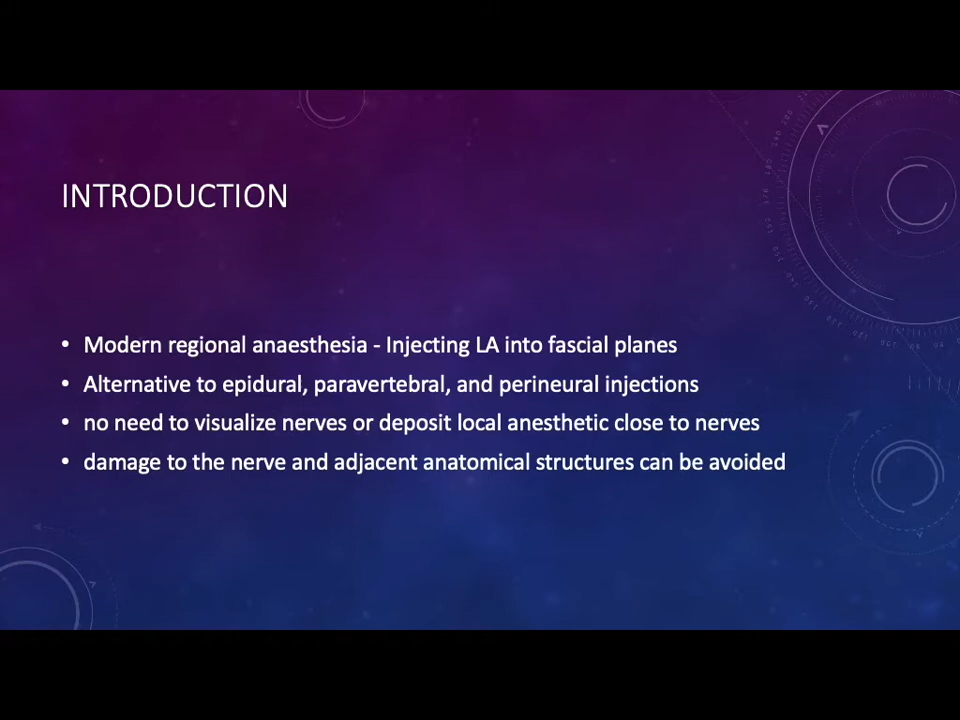 INTRODUCTION
• Modern regional anaesthesia - Injecting LA into fascial planes
• Alternative to epidural, paravertebral, and perineural injections
• no need to visualize nerves or deposit local anesthetic close to nerves
• damage to the nerve and adjacent anatomical structures can be avoided